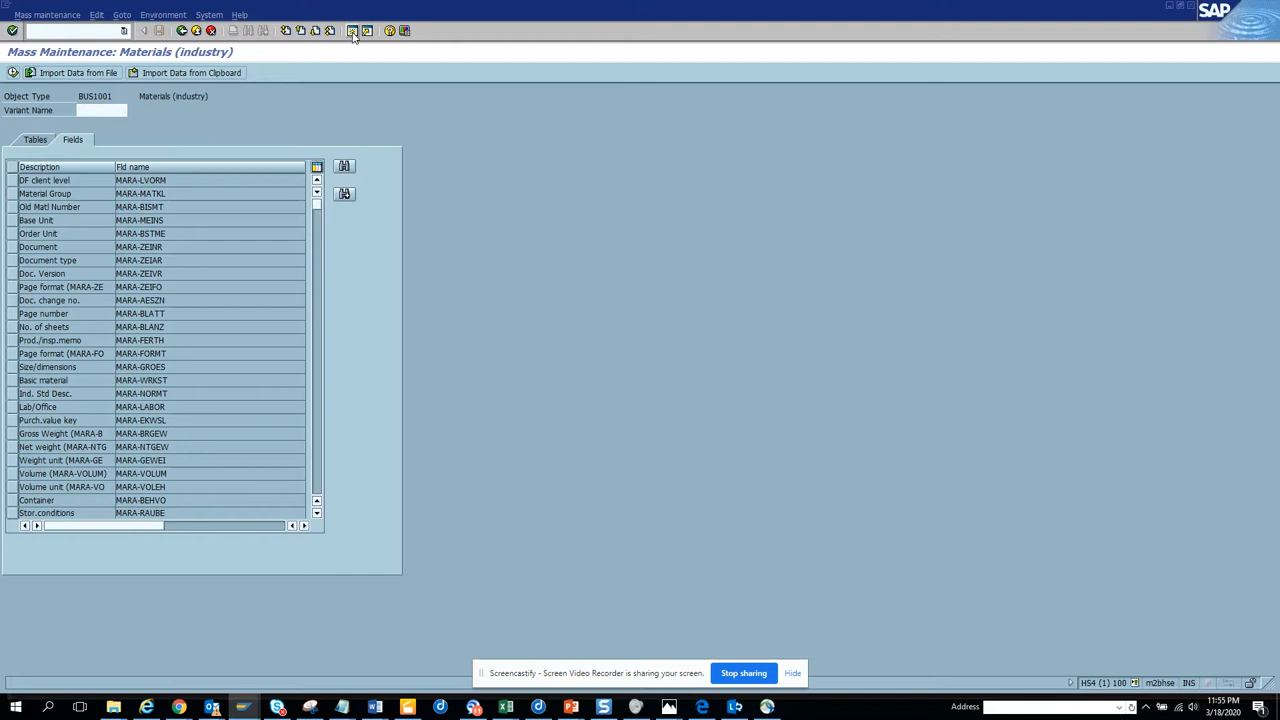 Mass maintenance Edit Goto Environment System Help
SAP
Mass Maintenance: Materials (industry)
Import Data from File Import Data from Clipboard
Object Type BUS1001 Materials (industry)
Variant Name
Tables Fields
Description Fld name
DF client level MARA-LVORM
Material Group MARA-MATKL
Old Matl Number MARA-BISMT
Base Unit MARA-MEINS
Order Unit MARA-BSTME
Document MARA-ZEINR
Document type MARA-ZEIAR
Doc. Version MARA-ZEIVR
Page format (MARA-ZE MARA-ZEIFO
Doc. change no. MARA-AESZN
Page number MARA-BLATT
No. of sheets MARA-BLANZ
Prod./insp.memo MARA-FERTH
Page format (MARA-FO MARA-FORMT
Size/dimensions MARA-GROES
Basic material MARA-WRKST
Ind. Std Desc. MARA-NORMT
Lab/Office MARA-LABOR
Purch.value key MARA-EKWSL
Gross Weight (MARA-B MARA-BRGEW
Net weight (MARA-NTG MARA-NTGEW
Weight unit (MARA-GE MARA-GEWEI
Volume (MARA-VOLUM) MARA-VOLUM
Volume unit (MARA-VO MARA-VOLEH
Container MARA-BEHVO
Stor.conditions MARA-RAUBE
Screencastify - Screen Video Recorder is sharing your screen. Stop sharing Hide
HS4 (1) 100 m2bhse INS
Address 11:55 PM
3/18/2020